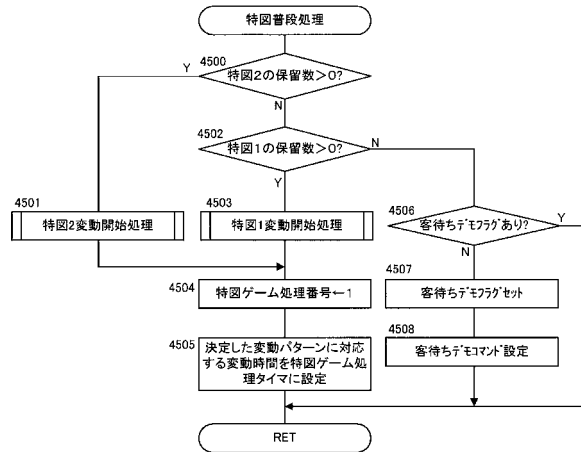 特図普段処理
4500
特図2の保留数>0?
Y
N
4502
特図1の保留数>0?
N
Y
4501
特図2変動開始処理
4503
特図1変動開始処理
4506
客待ちデモフラグあり?
Y
N
4504
特図ゲーム処理番号←1
4507
客待ちデモフラグセット
4505
決定した変動パターンに対応
する変動時間を特図ゲーム処
理タイマに設定
4508
客待ちデモコマンド設定
RET